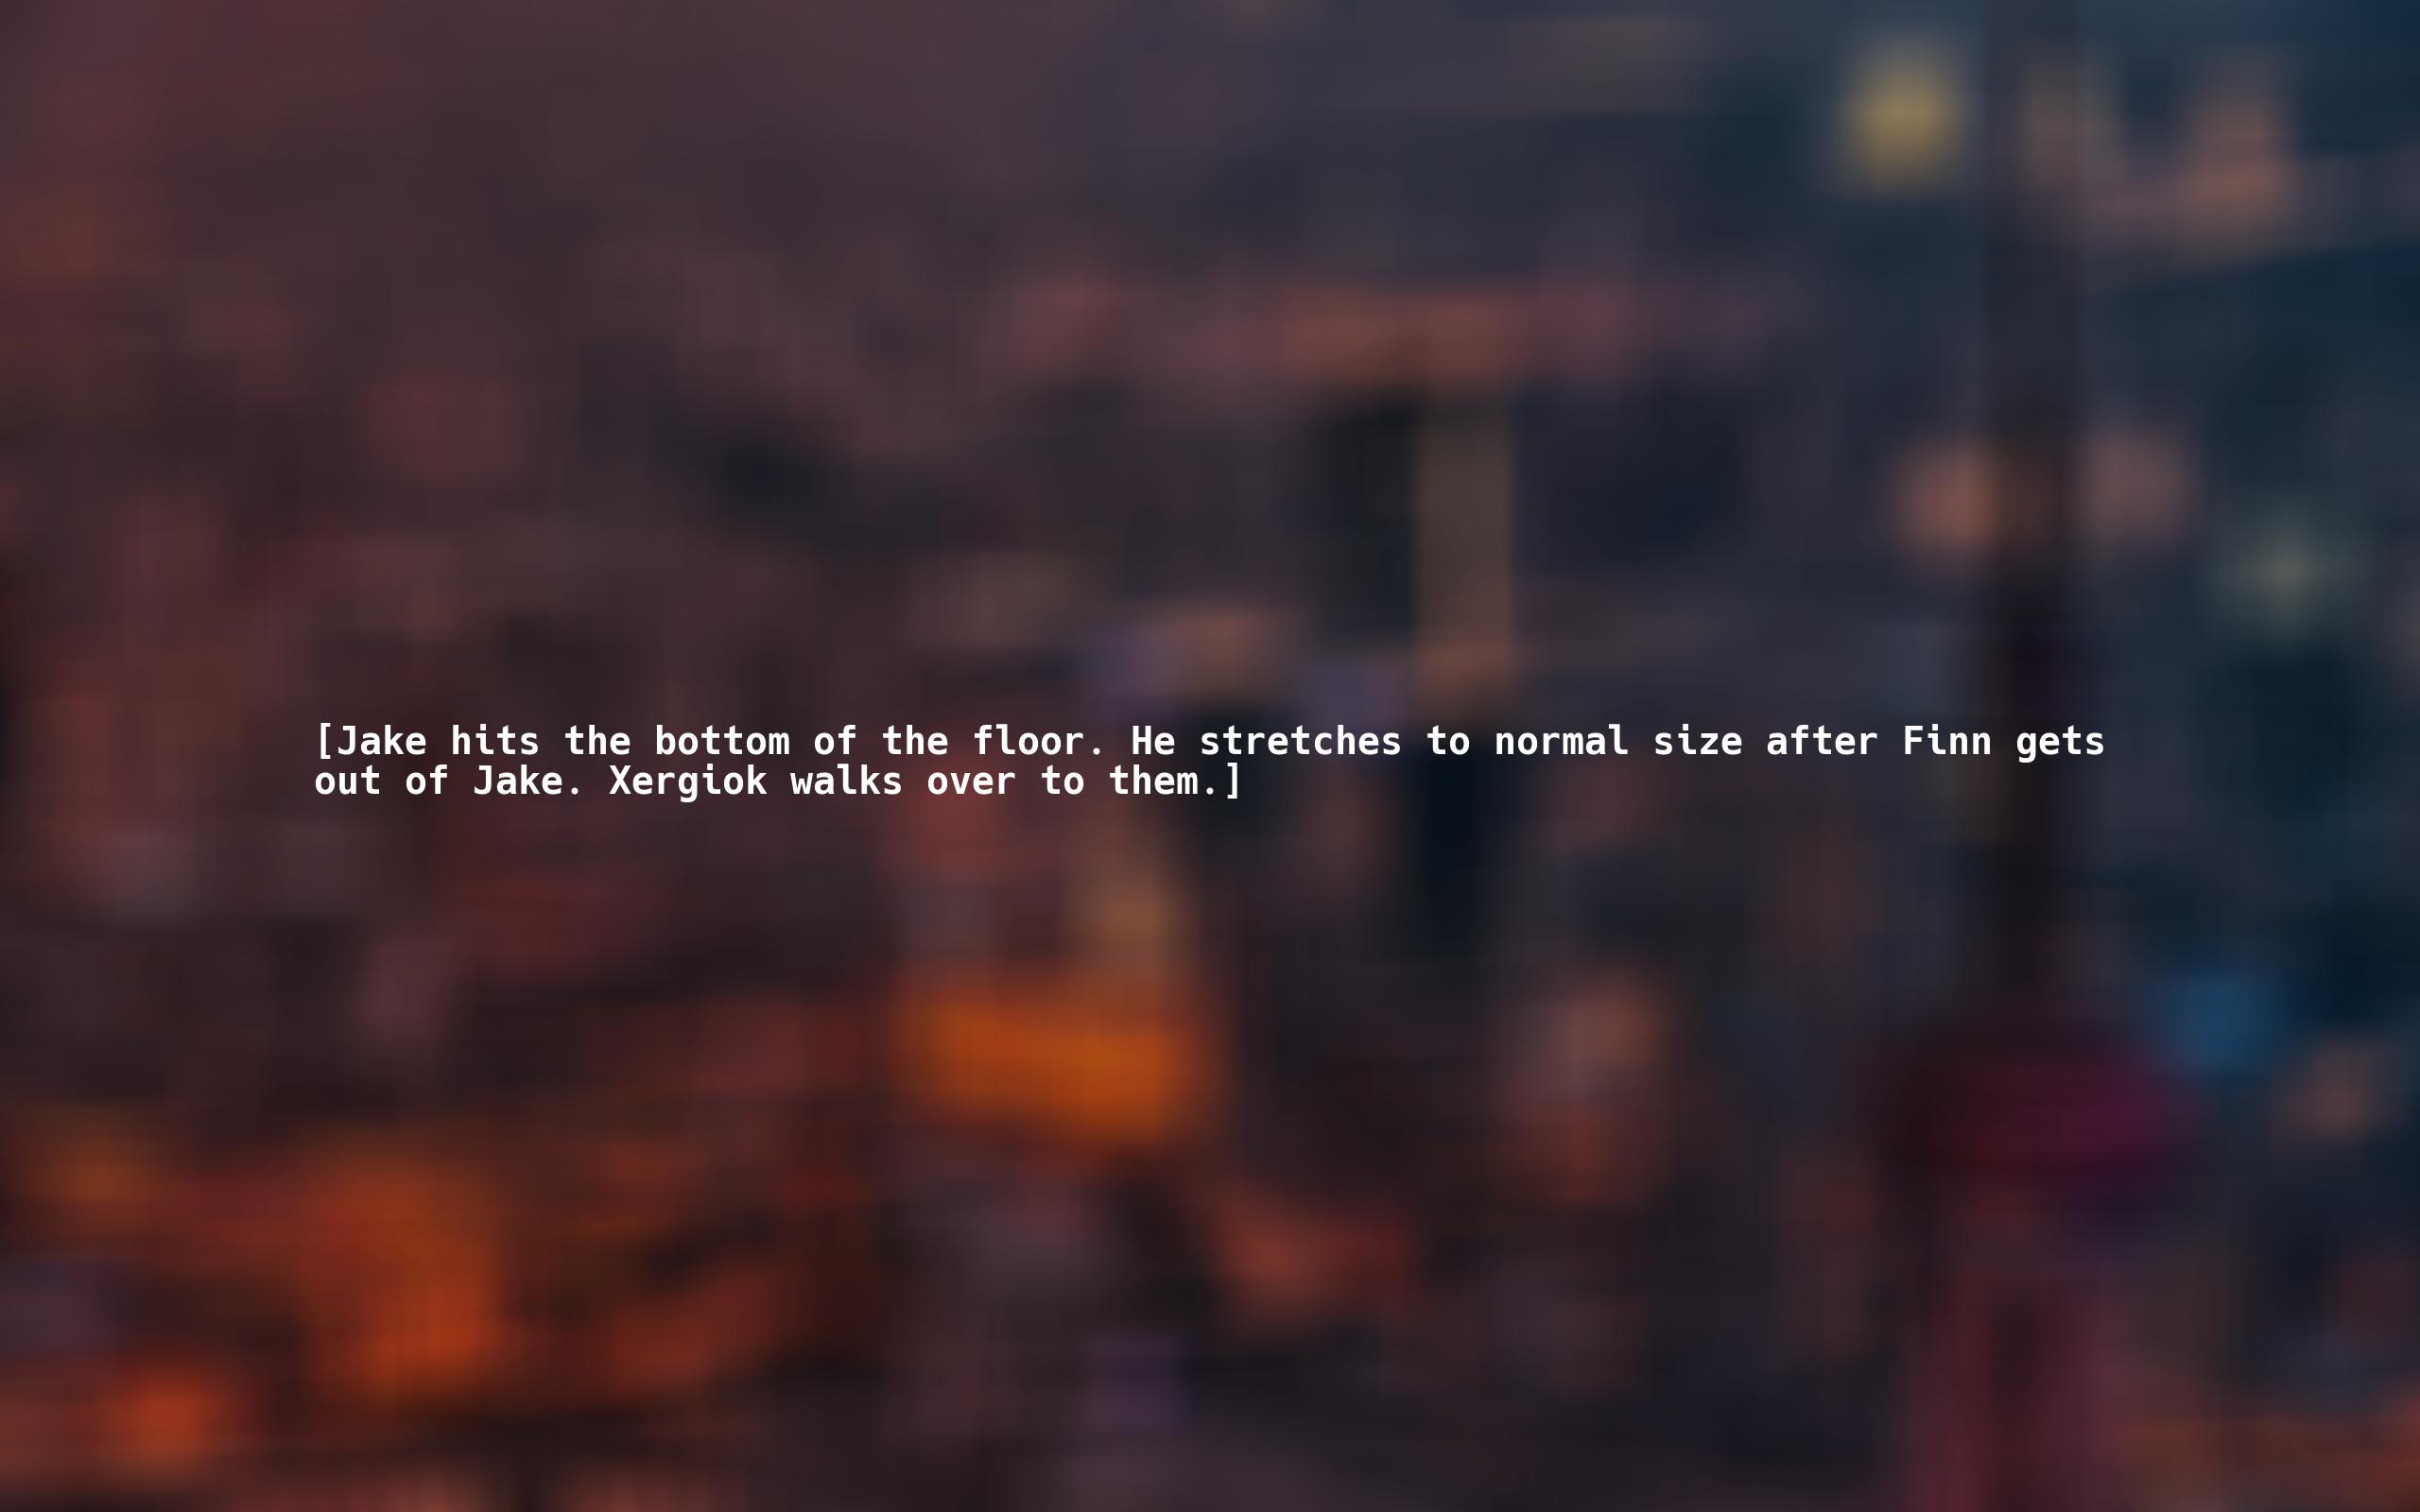 [Jake hits the bottom of the floor. He stretches to normal size after Finn gets
out of Jake. Xergiok walks over to them.]